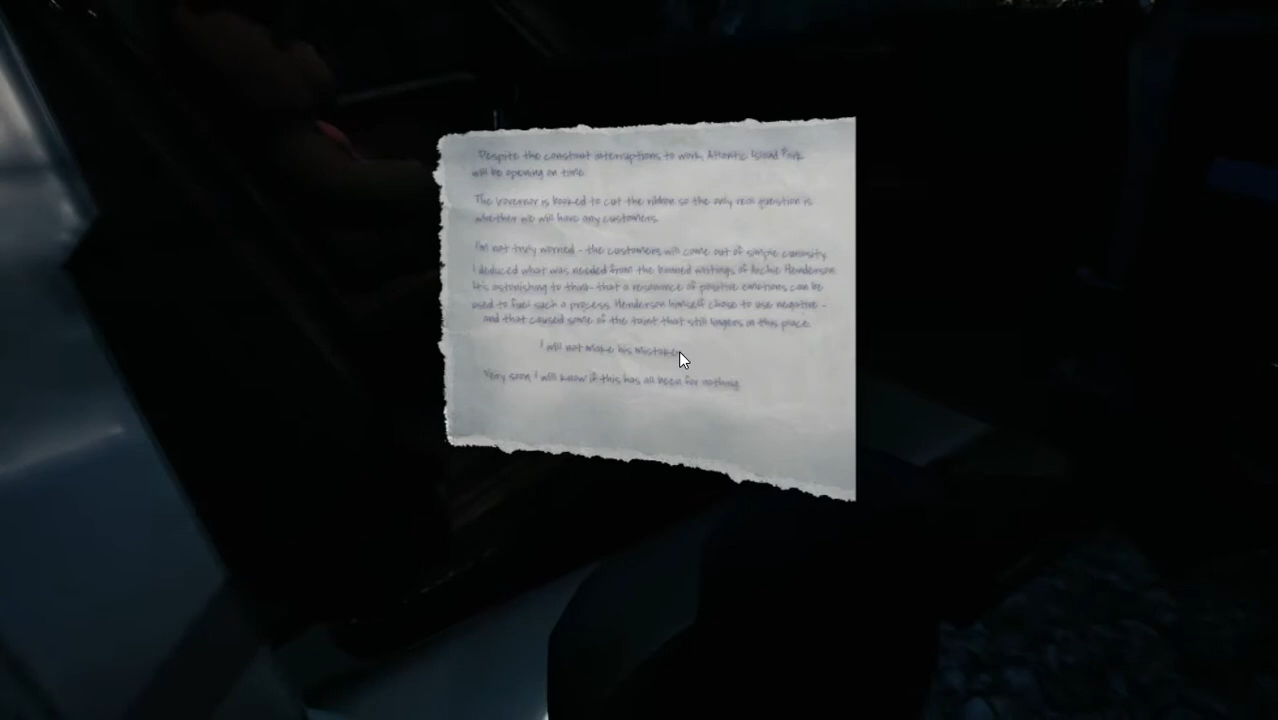 Despite the constant interruptions to work, Atlantic Island Park
will be opening on time.
The Governor is booked to cut the ribbon so the only real question is
whether we will have any customers.
I'm not truly worried - the customers will come out of simple curiosity.
I deduced what was needed from the banned writings of Archie Henderson.
It's astonishing to think- that a resonance of positive emotions can be
used to fuel such a process. Henderson himself chose to use negative -
and that caused some of the taint that still lingers on this place.
I will not make his mistake.
Very soon I will know if this has all been for nothing.